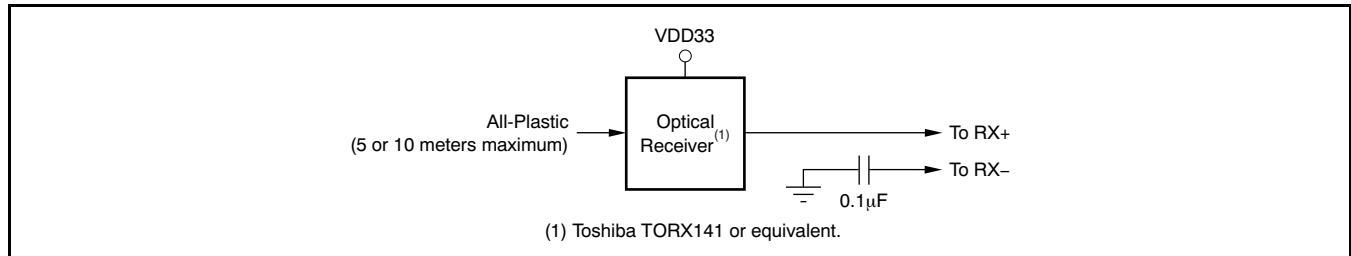 VDD33
All-Plastic
(5 or 10 meters maximum)
Optical
Receiver(1)
To RX+
To RX−
0.1µF
(1) Toshiba TORX141 or equivalent.